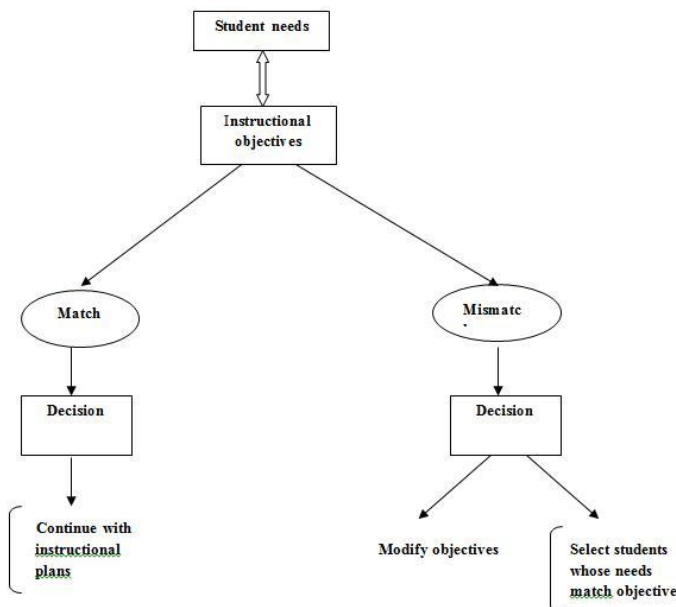 Student needs
Instructional
objectives
Match
Mismatc
Decision
Decision
Continue with
instructional
plans
Modify objectives
Select students
whose needs
match objective